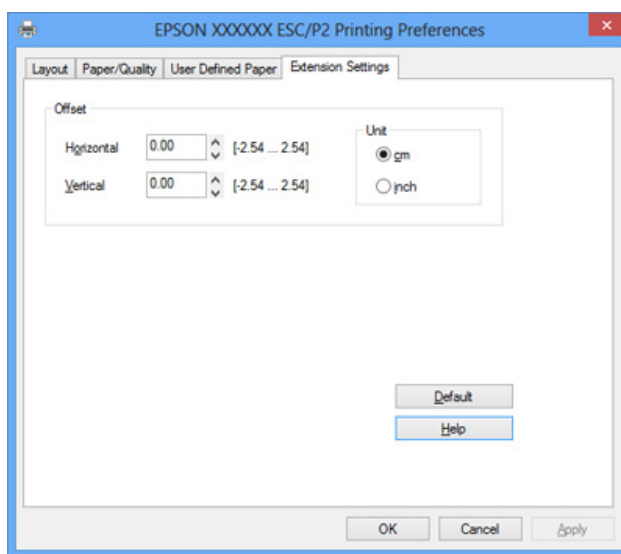 EPSON XXXXXX ESC/P2 Printing Preferences
Layout Paper/Quality User Defined Paper Extension Settings
Offset
Horizontal 0.00 [-2.54 ... 2.54]
Vertical 0.00 [-2.54 ... 2.54]
Unit
cm
inch
Default
Help
OK Cancel Apply